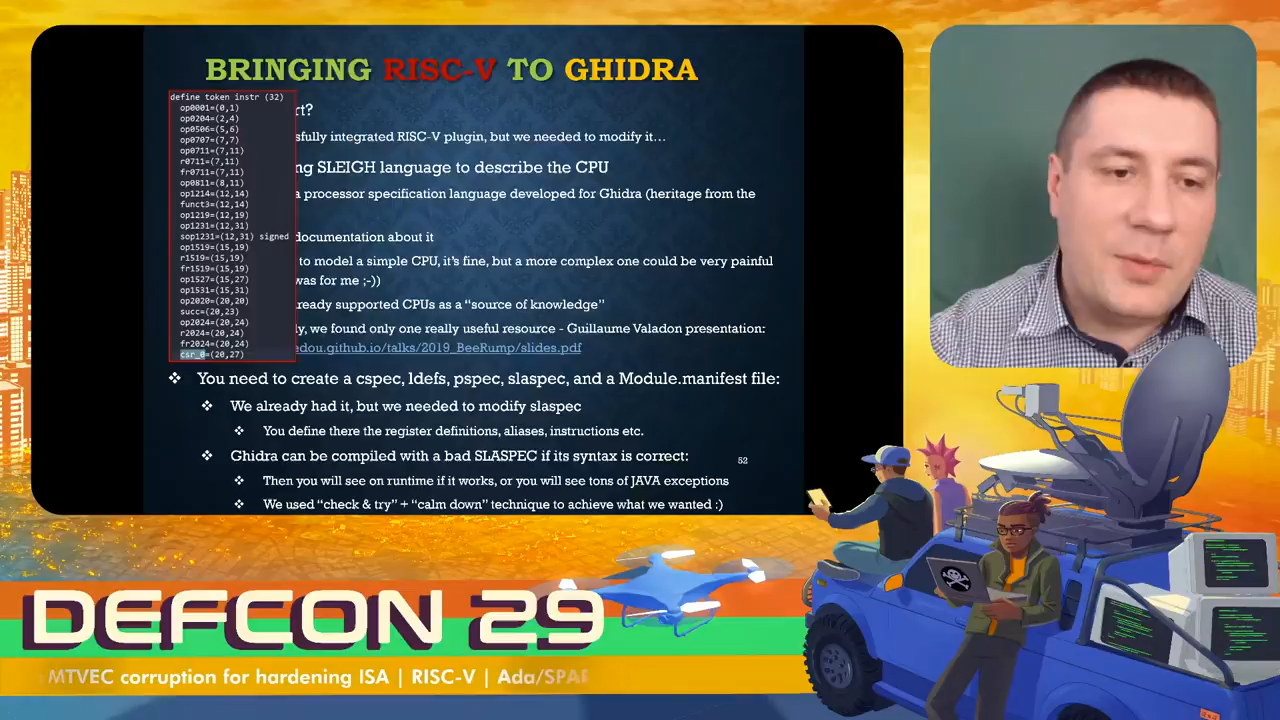 BRINGING RISC-V TO GHIDRA
define token instr (32)
op0001=(0,1)
op0204=(2,4)
op0506=(5,6)
op0707=(7,7)
op0711=(7,11)
r0711=(7,11)
fr0711=(7,11)
op0811=(8,11)
op1214=(12,14)
funct3=(12,14)
op1219=(12,19)
op1231=(12,31)
sop1231=(12,31) signed
op1519=(15,19)
r1519=(15,19)
fr1519=(15,19)
op1527=(15,27)
op1531=(15,31)
op2020=(20,20)
succ=(20,23)
op2024=(20,24)
r2024=(20,24)
fr2024=(20,24)
csr_0=(20,27)
rt?
sfully integrated RISC-V plugin, but we needed to modify it…
ng SLEIGH language to describe the CPU
a processor specification language developed for Ghidra (heritage from the
documentation about it
to model a simple CPU, it's fine, but a more complex one could be very painful
was for me ;-))
lready supported CPUs as a "source of knowledge"
ly, we found only one really useful resource - Guillaume Valadon presentation:
edou.github.io/talks/2019_BeeRump/slides.pdf
❖ You need to create a cspec, ldefs, pspec, slaspec, and a Module.manifest file:
❖ We already had it, but we needed to modify slaspec
❖ You define there the register definitions, aliases, instructions etc.
❖ Ghidra can be compiled with a bad SLASPEC if its syntax is correct:
52
❖ Then you will see on runtime if it works, or you will see tons of JAVA exceptions
❖ We used "check & try" + "calm down" technique to achieve what we wanted :)
DEFCON 29
MTVEC corruption for hardening ISA | RISC-V | Ada/SPAR